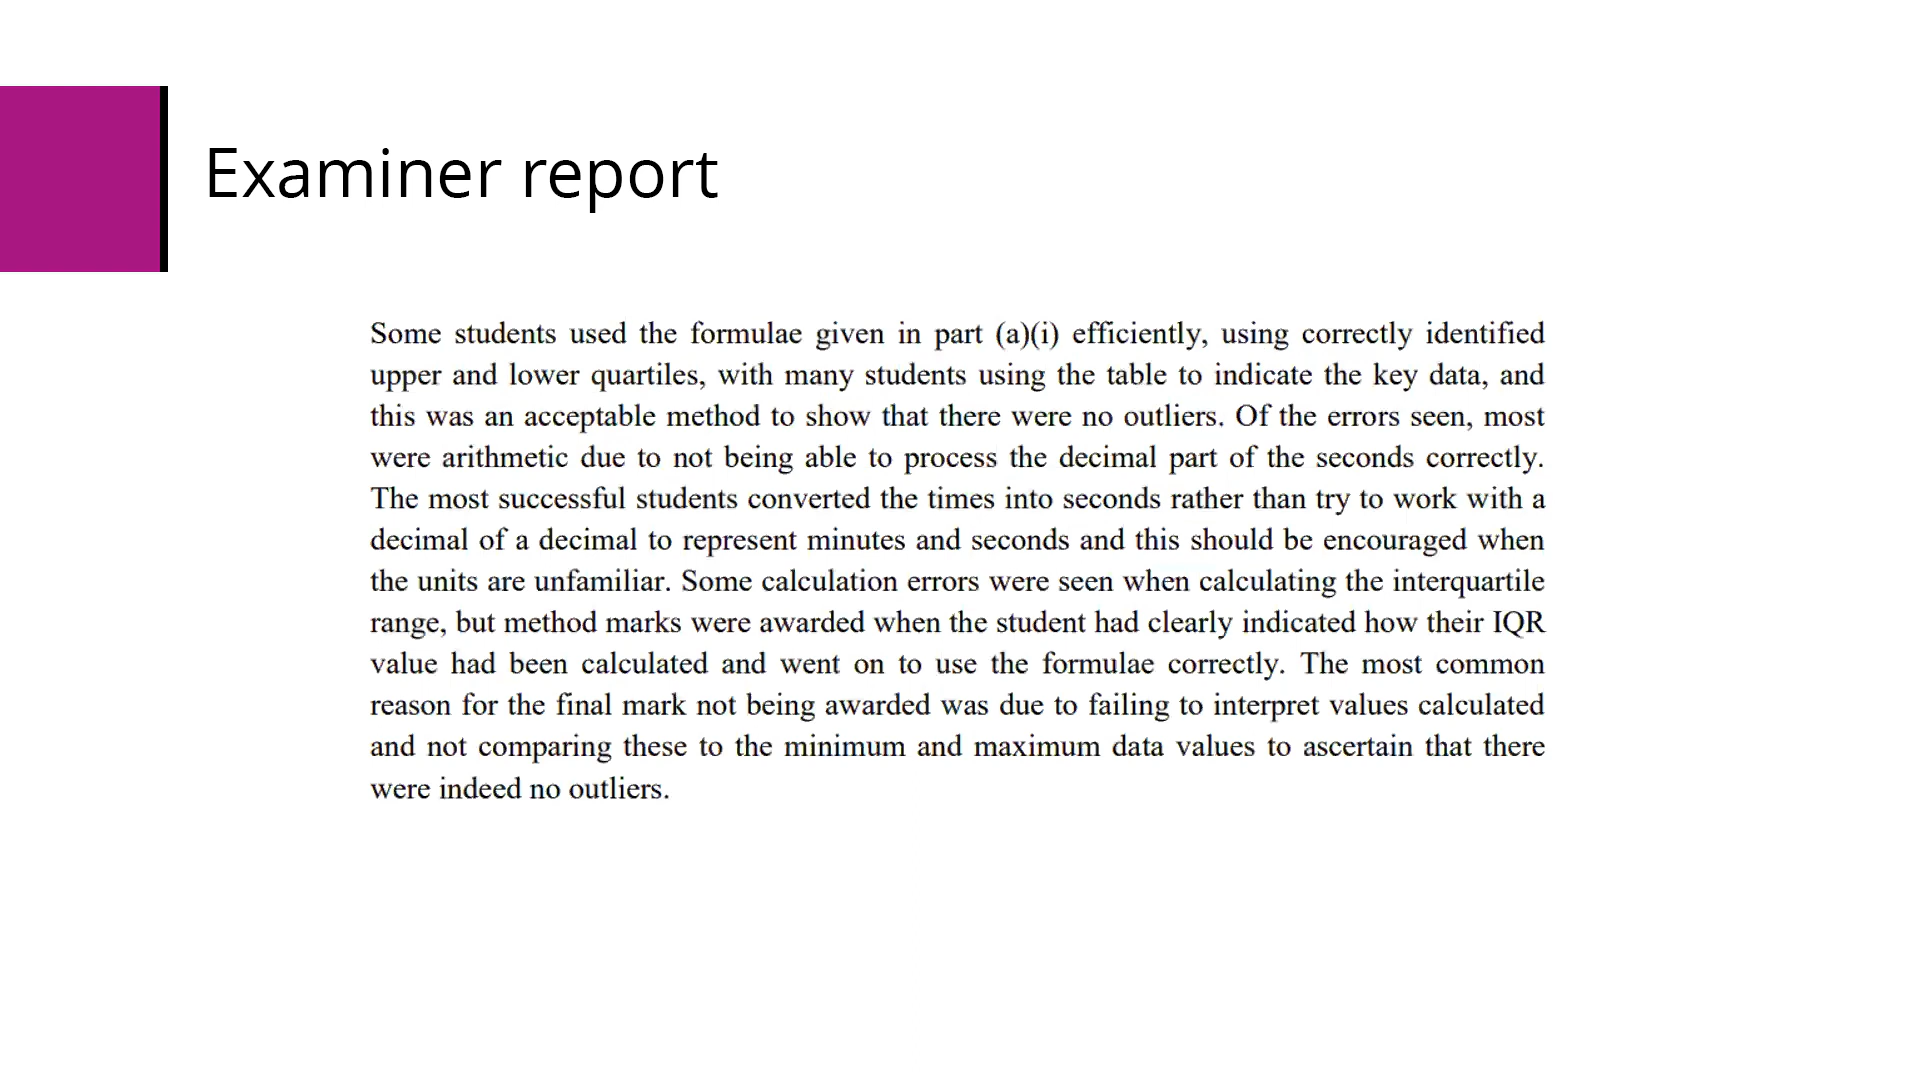 Examiner report
Some students used the formulae given in part (a)(i) efficiently, using correctly identified
upper and lower quartiles, with many students using the table to indicate the key data, and
this was an acceptable method to show that there were no outliers. Of the errors seen, most
were arithmetic due to not being able to process the decimal part of the seconds correctly.
The most successful students converted the times into seconds rather than try to work with a
decimal of a decimal to represent minutes and seconds and this should be encouraged when
the units are unfamiliar. Some calculation errors were seen when calculating the interquartile
range, but method marks were awarded when the student had clearly indicated how their IQR
value had been calculated and went on to use the formulae correctly. The most common
reason for the final mark not being awarded was due to failing to interpret values calculated
and not comparing these to the minimum and maximum data values to ascertain that there
were indeed no outliers.